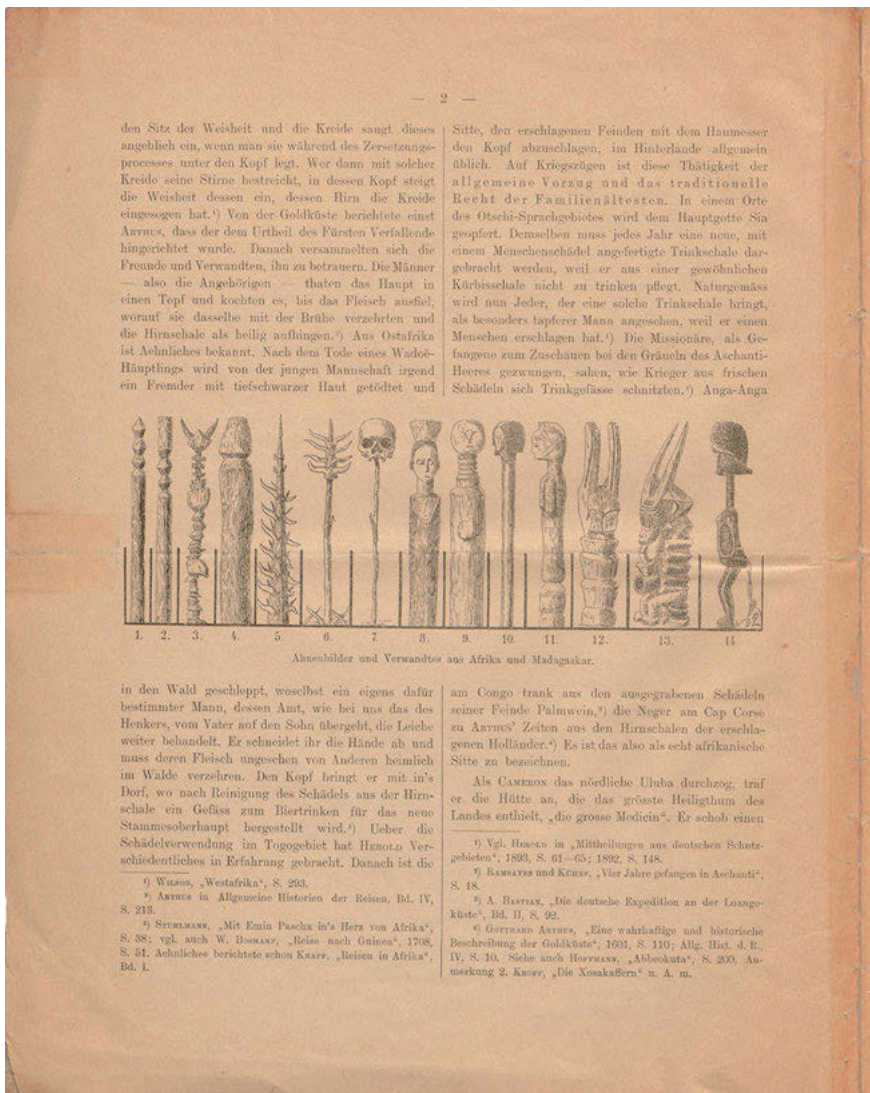 — 2 —
den Sitz der Weisheit und die Kreide saugt dieses
angeblich ein, wenn man sie während des Zersetzungs-
processes unter den Kopf legt. Wer dann mit solcher
Kreide seine Stirne bestreicht, in dessen Kopf steigt
die Weisheit dessen ein, dessen Hirn die Kreide
eingesogen hat.¹) Von der Goldküste berichtete einst
ARTHUS, dass der dem Urtheil des Fürsten Verfallende
hingerichtet wurde. Danach versammelten sich die
Freunde und Verwandten, ihn zu betrauern. Die Männer
— also die Angehörigen — thaten das Haupt in
einen Topf und kochten es, bis das Fleisch ausfiel,
worauf sie dasselbe mit der Brühe verzehrten und
die Hirnschale als heilig aufhingen.²) Aus Ostafrika
ist Aehnliches bekannt. Nach dem Tode eines Wadoë-
Häuptlings wird von der jungen Mannschaft irgend
ein Fremder mit tiefschwarzer Haut getödtet und
Sitte, den erschlagenen Feinden mit dem Haumesser
den Kopf abzuschlagen, im Hinterlande allgemein
üblich. Auf Kriegszügen ist diese Thätigkeit der
allgemeine Vorzug und das traditionelle
Recht der Familienältesten. In einem Orte
des Otschi-Sprachgebietes wird dem Hauptgotte Sia
geopfert. Demselben muss jedes Jahr eine neue, mit
einem Menschenschädel angefertigte Trinkschale dar-
gebracht werden, weil er aus einer gewöhnlichen
Kürbisschale nicht zu trinken pflegt. Naturgemäss
wird nun Jeder, der eine solche Trinkschale bringt,
als besonders tapferer Mann angesehen, weil er einen
Menschen erschlagen hat.¹) Die Missionäre, als Ge-
fangene zum Zuschauen bei den Gräueln des Aschanti-
Heeres gezwungen, sahen, wie Krieger aus frischen
Schädeln sich Trinkgefässe schnitzten.²) Anga-Anga
1. 2. 3. 4. 5. 6. 7. 8. 9. 10. 11. 12. 13. 14
Ahnenbilder und Verwandtes aus Afrika und Madagaskar.
in den Wald geschleppt, woselbst ein eigens dafür
bestimmter Mann, dessen Amt, wie bei uns das des
Henkers, vom Vater auf den Sohn übergeht, die Leiche
weiter behandelt. Er schneidet ihr die Hände ab und
muss deren Fleisch ungesehen von Anderen heimlich
im Walde verzehren. Den Kopf bringt er mit in's
Dorf, wo nach Reinigung des Schädels aus der Hirn-
schale ein Gefäss zum Biertrinken für das neue
Stammesoberhaupt hergestellt wird.³) Ueber die
Schädelverwendung im Togogebiet hat HEROLD Ver-
schiedentliches in Erfahrung gebracht. Danach ist die
¹) WILSON, „Westafrika“, S. 293.
²) ARTHUS in Allgemeine Historien der Reisen, Bd. IV,
S. 213.
³) STUHLMANN, „Mit Emin Pascha in's Herz von Afrika“,
S. 38; vgl. auch W. BOSMANN, „Reise nach Guinea“, 1708,
S. 51. Aehnliches berichtete schon KRAPF, „Reisen in Afrika“,
Bd. I.
am Congo trank aus den ausgegrabenen Schädeln
seiner Feinde Palmwein,³) die Neger am Cap Corse
zu ARTHUS' Zeiten aus den Hirnschalen der erschla-
genen Holländer.⁴) Es ist das also als echt afrikanische
Sitte zu bezeichnen.
Als CAMERON das nördliche Uluba durchzog, traf
er die Hütte an, die das grösste Heiligthum des
Landes enthielt, „die grosse Medicin“. Er schob einen
¹) Vgl. HEROLD in „Mittheilungen aus deutschen Schutz-
gebieten“, 1893, S. 61—65; 1892, S. 148.
²) RAMSAYER und KÜHNE, „Vier Jahre gefangen in Aschanti“,
S. 18.
³) A. BASTIAN, „Die deutsche Expedition an der Loango-
küste“, Bd. II, S. 92.
⁴) GOTTHARD ARTHUS, „Eine wahrhaftige und historische
Beschreibung der Goldküste“, 1601, S. 110; Allg. Hist. d. R.,
IV, S. 10. Siehe auch HOFFMANN, „Abbeokuta“, S. 200. An-
merkung 2. KROPF, „Die Xosakaffern“ u. A. m.